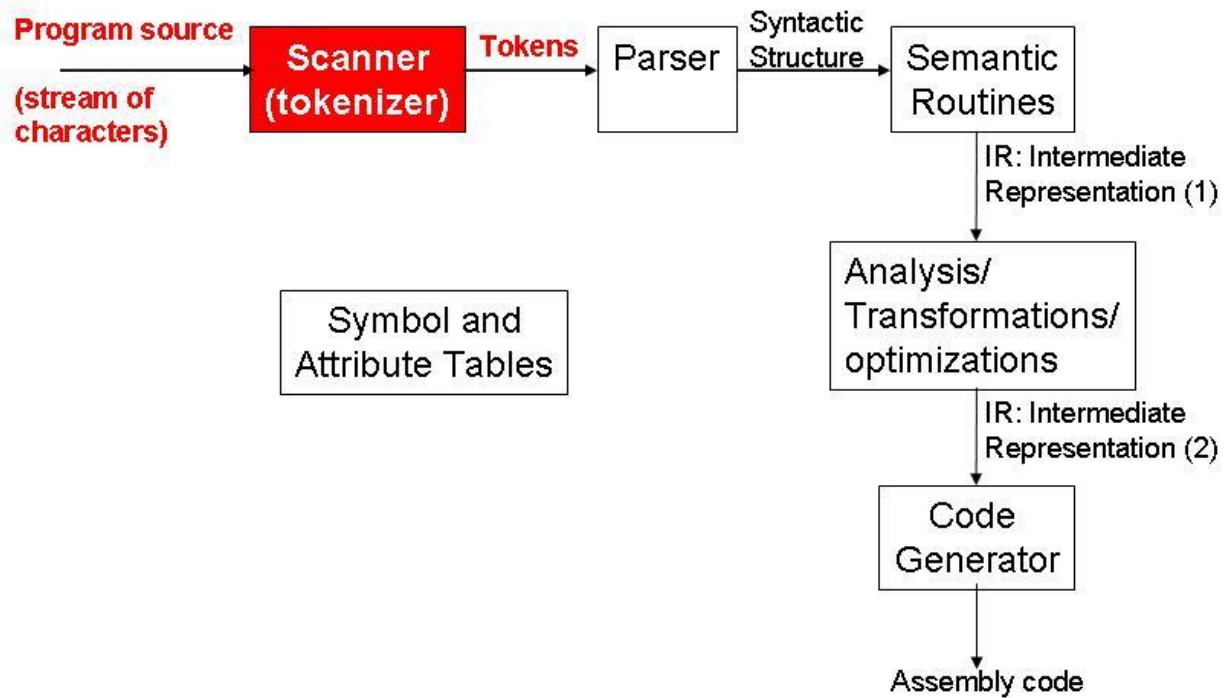 Program source
(stream of
characters)
Scanner
(tokenizer)
Tokens
Parser
Syntactic
Structure
Semantic
Routines
IR: Intermediate
Representation (1)
Analysis/
Transformations/
optimizations
Symbol and
Attribute Tables
IR: Intermediate
Representation (2)
Code
Generator
Assembly code